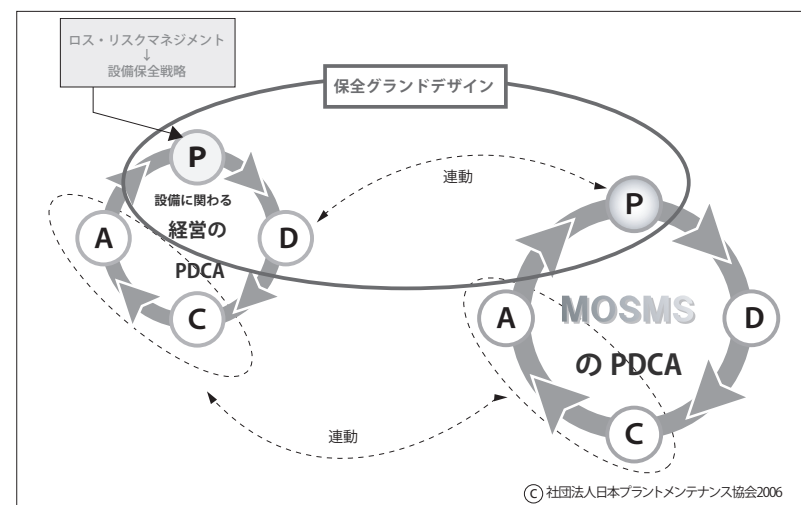 ロス・リスクマネジメント
↓
設備保全戦略
保全グランドデザイン
P
設備に関わる
経営の
PDCA
A
D
C
連動
P
A
MOSMS
の PDCA
D
C
連動
Ⓒ 社団法人日本プラントメンテナンス協会2006